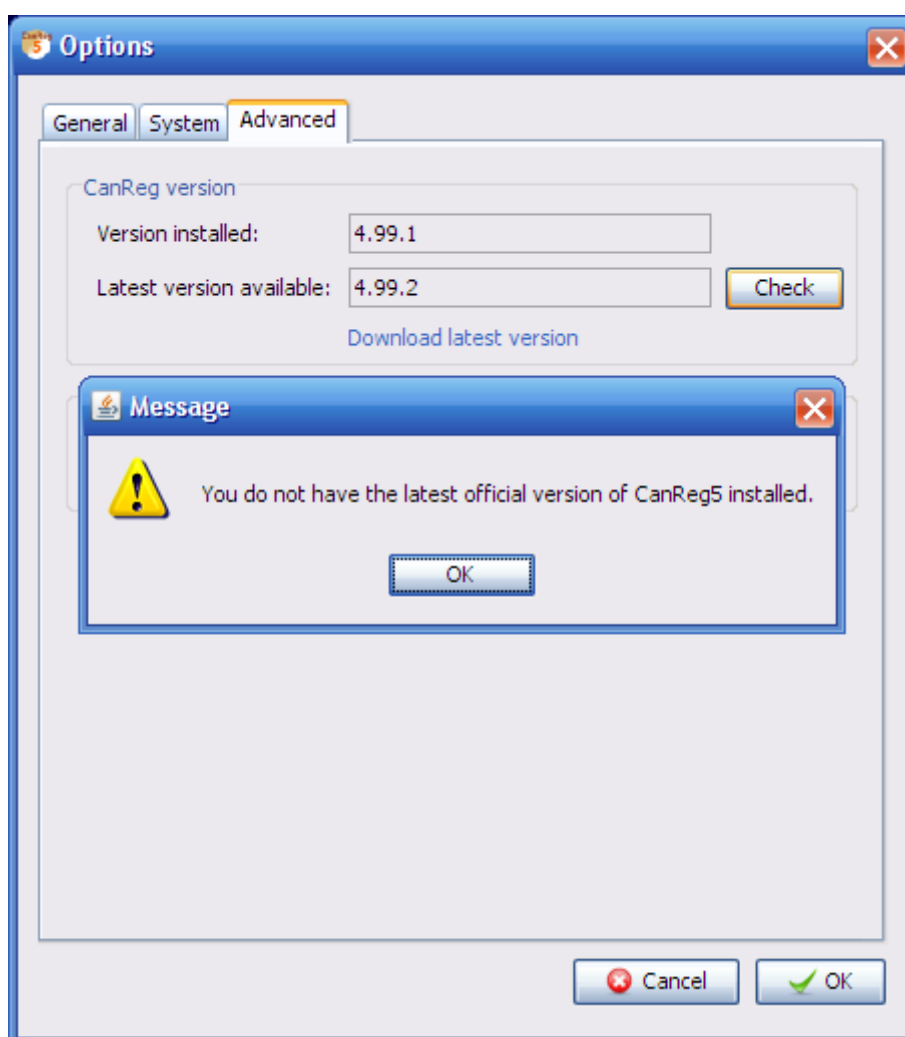 Options
General System Advanced
CanReg version
Version installed: 4.99.1
Latest version available: 4.99.2 Check
Download latest version
Message
You do not have the latest official version of CanReg5 installed.
OK
Cancel OK